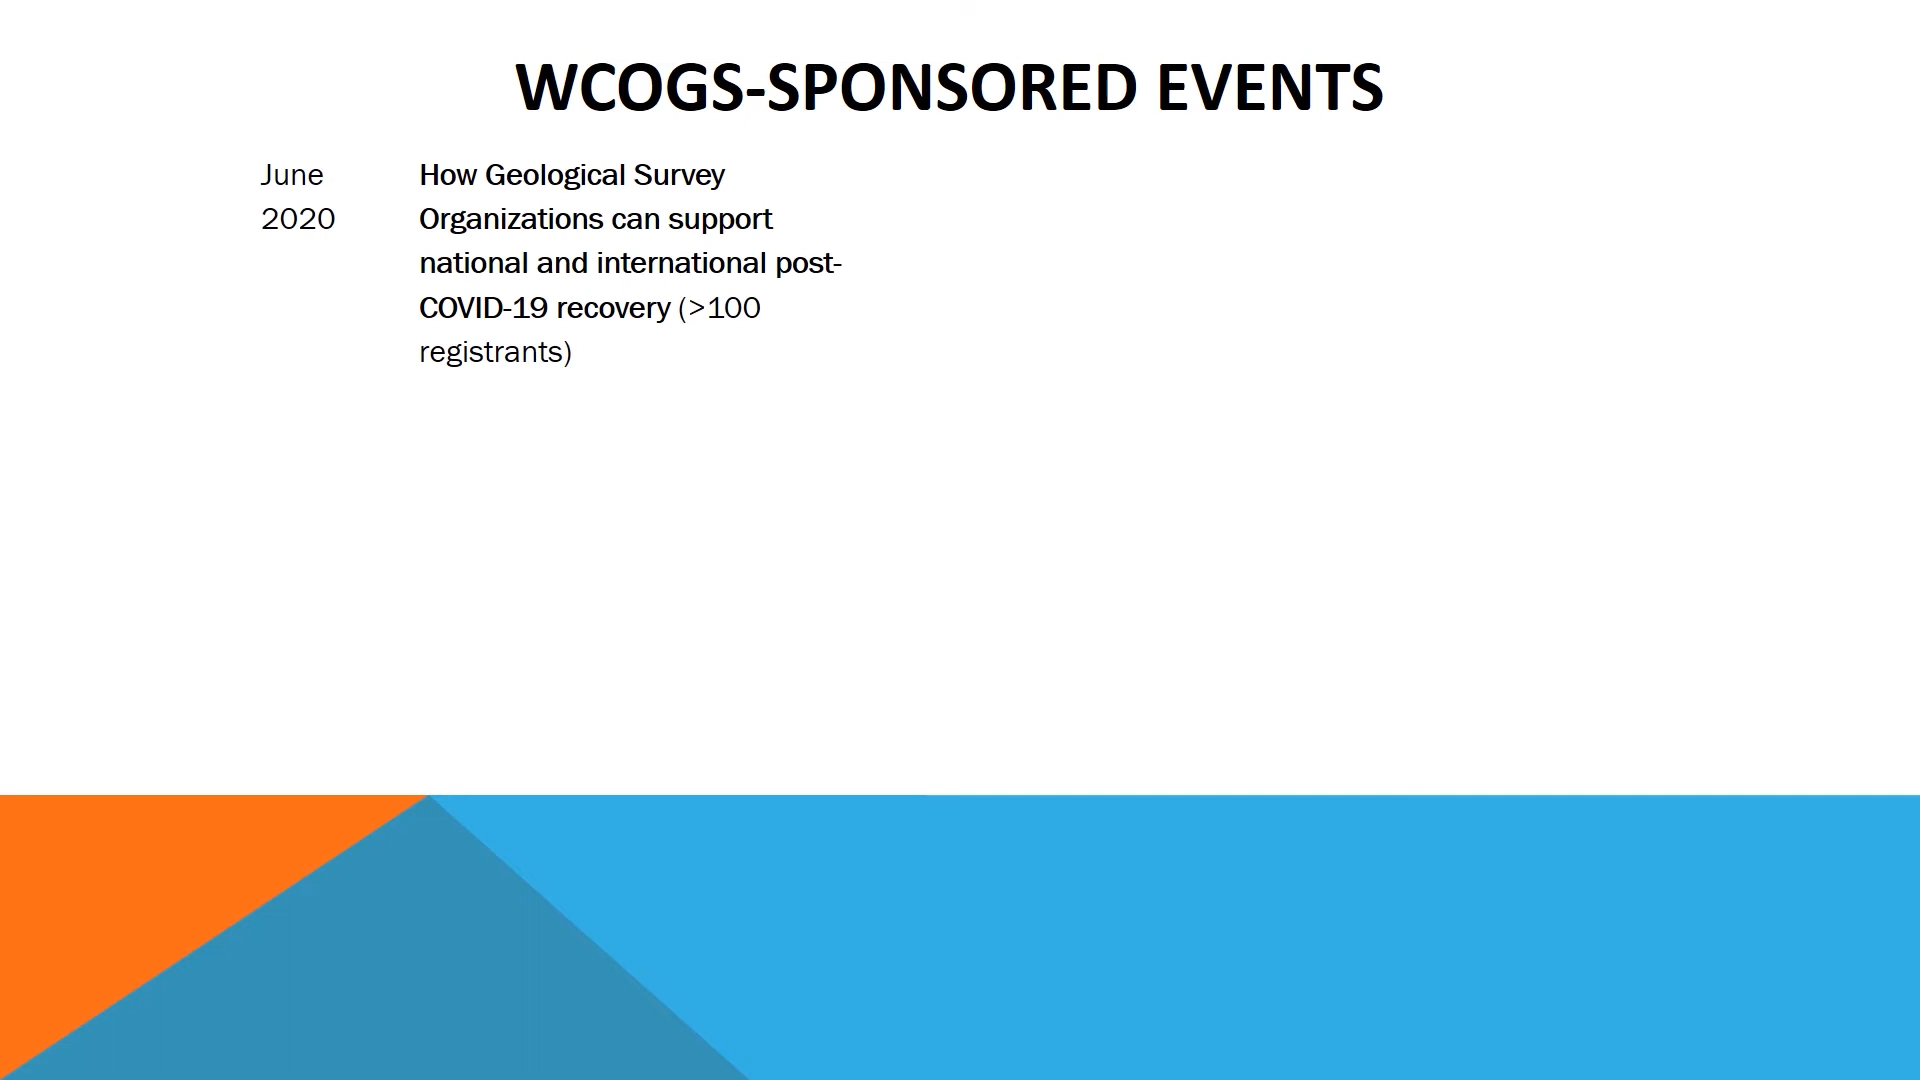 WCOGS-SPONSORED EVENTS
June
2020
How Geological Survey
Organizations can support
national and international post-
COVID-19 recovery (>100
registrants)